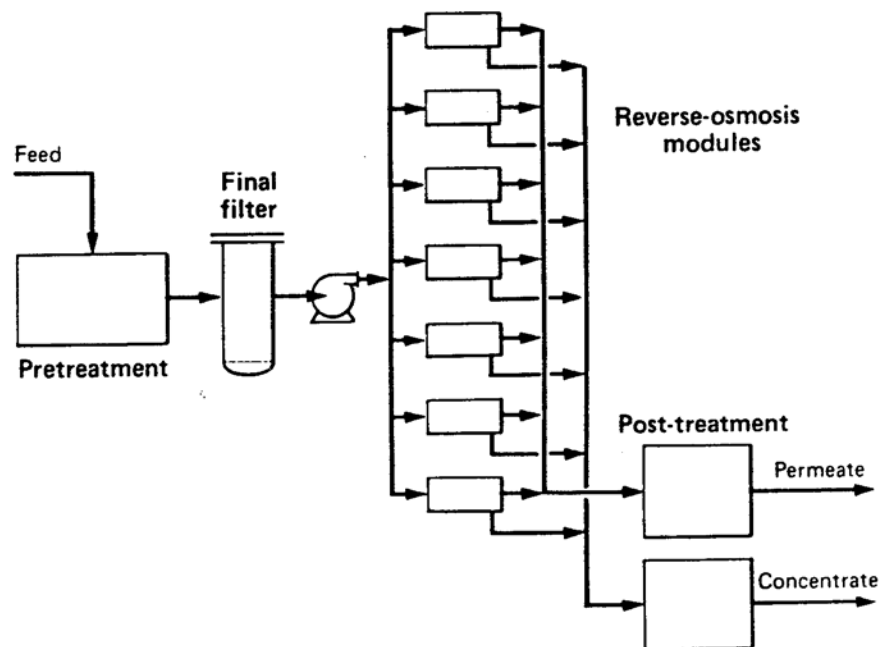 Feed
Final
filter
Pretreatment
Reverse-osmosis
modules
Post-treatment
Permeate
Concentrate